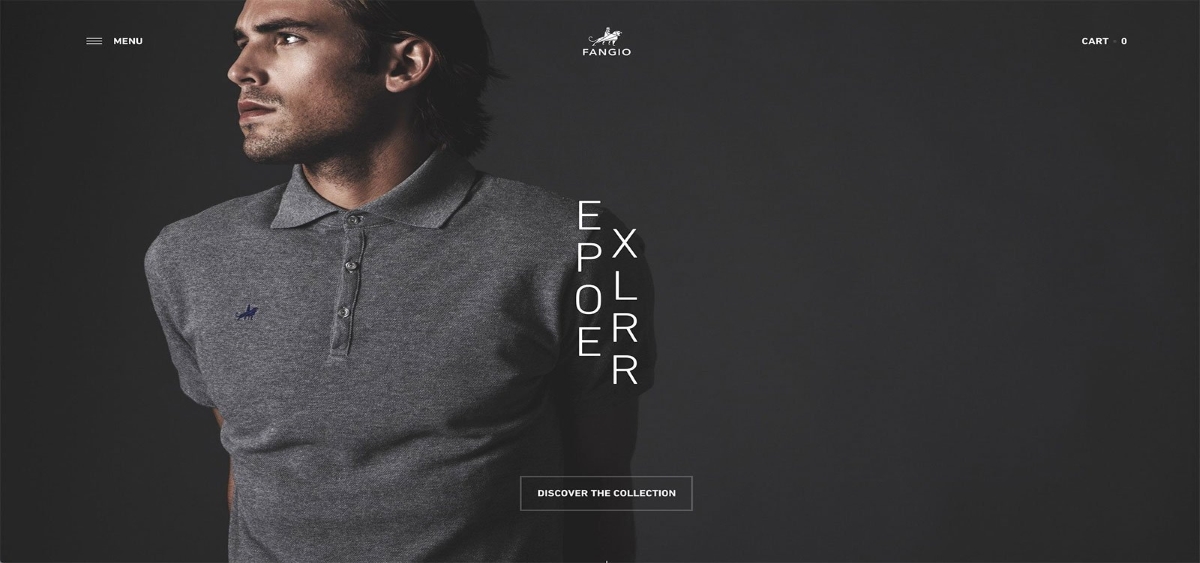 MENU
FANGIO
CART - 0
E
X
P
L
O
R
E
R
DISCOVER THE COLLECTION